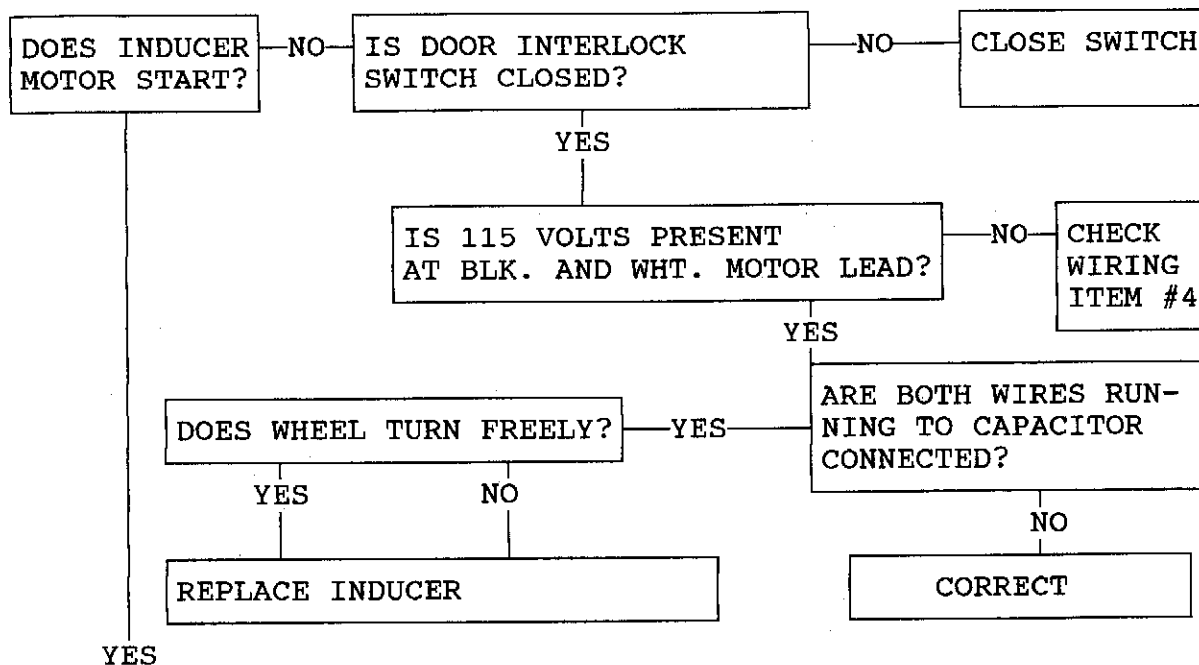 DOES INDUCER
MOTOR START?
NO
IS DOOR INTERLOCK
SWITCH CLOSED?
NO
CLOSE SWITCH
YES
IS 115 VOLTS PRESENT
AT BLK. AND WHT. MOTOR LEAD?
NO
CHECK
WIRING
ITEM #4
YES
ARE BOTH WIRES RUN-
NING TO CAPACITOR
CONNECTED?
YES
DOES WHEEL TURN FREELY?
YES
NO
NO
REPLACE INDUCER
CORRECT
YES